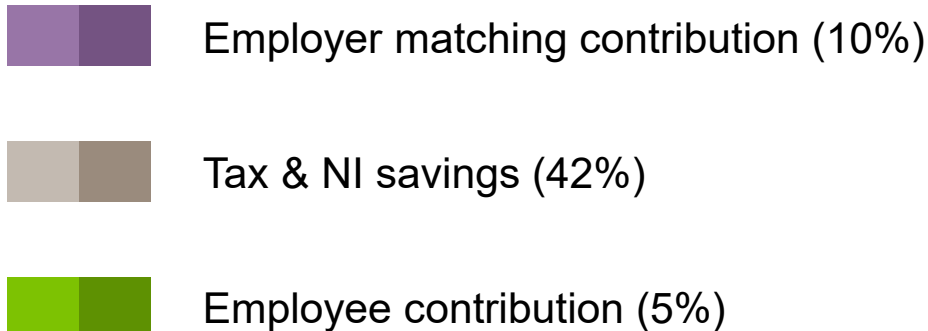 Employer matching contribution (10%)
Tax & NI savings (42%)
Employee contribution (5%)